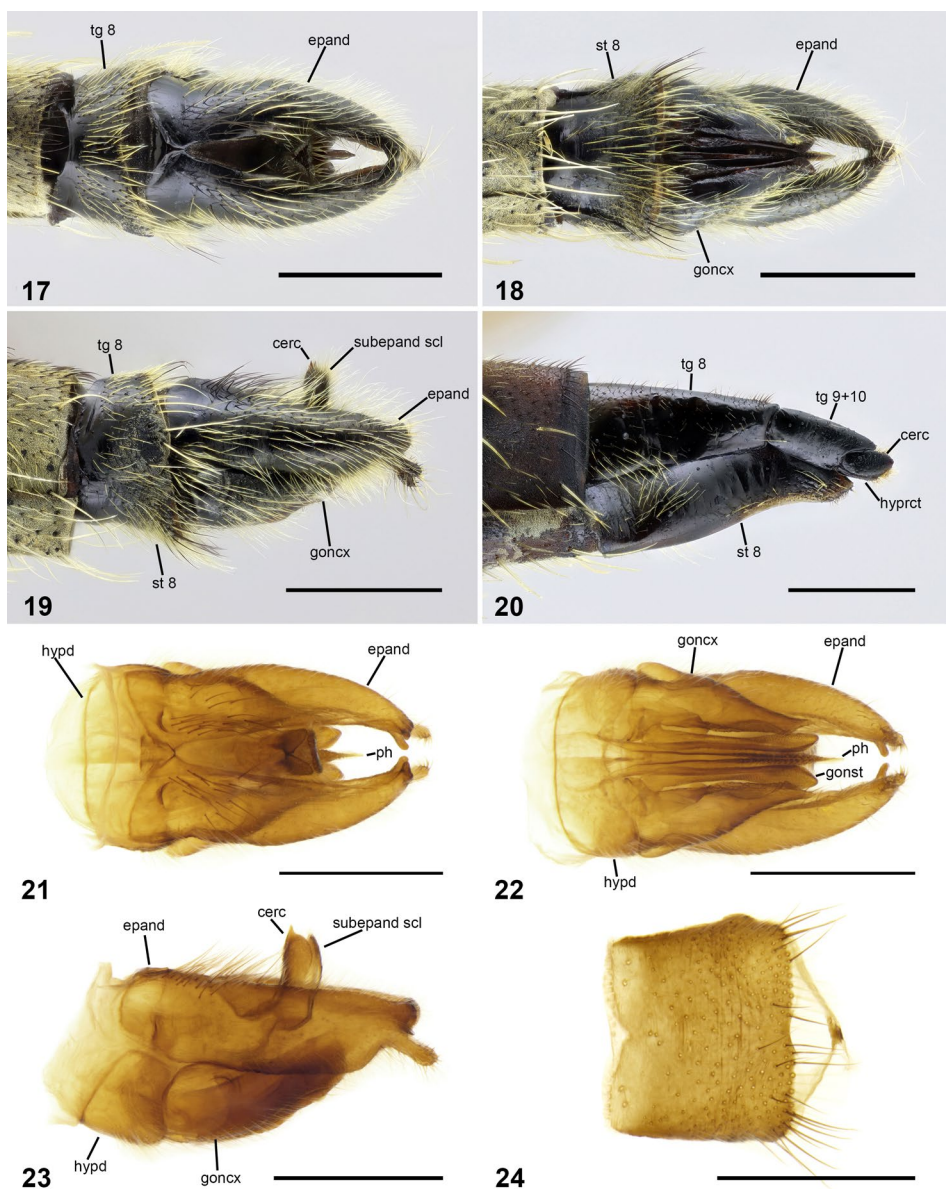 tg 8
epand
17
st 8
epand
goncx
18
tg 8
cerc
subepand scl
epand
goncx
st 8
19
tg 8
tg 9+10
cerc
hyprct
st 8
20
hypd
epand
ph
21
goncx
epand
ph
gonst
hypd
22
epand
cerc
subepand scl
hypd
goncx
23
24